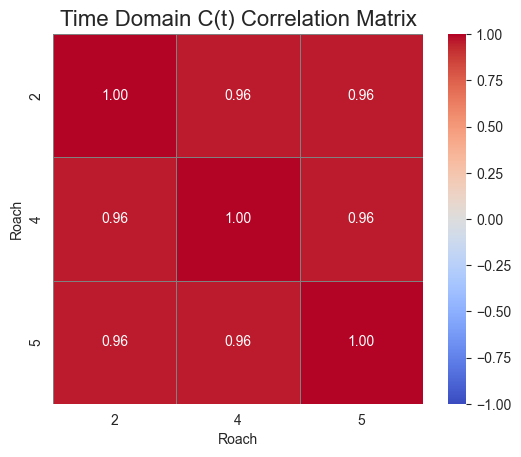 Time Domain C(t) Correlation Matrix
1.00 0.96 0.96
0.96 1.00 0.96
0.96 0.96 1.00
2
4
5
Roach
2 4 5
Roach
1.00
0.75
0.50
0.25
0.00
−0.25
−0.50
−0.75
−1.00